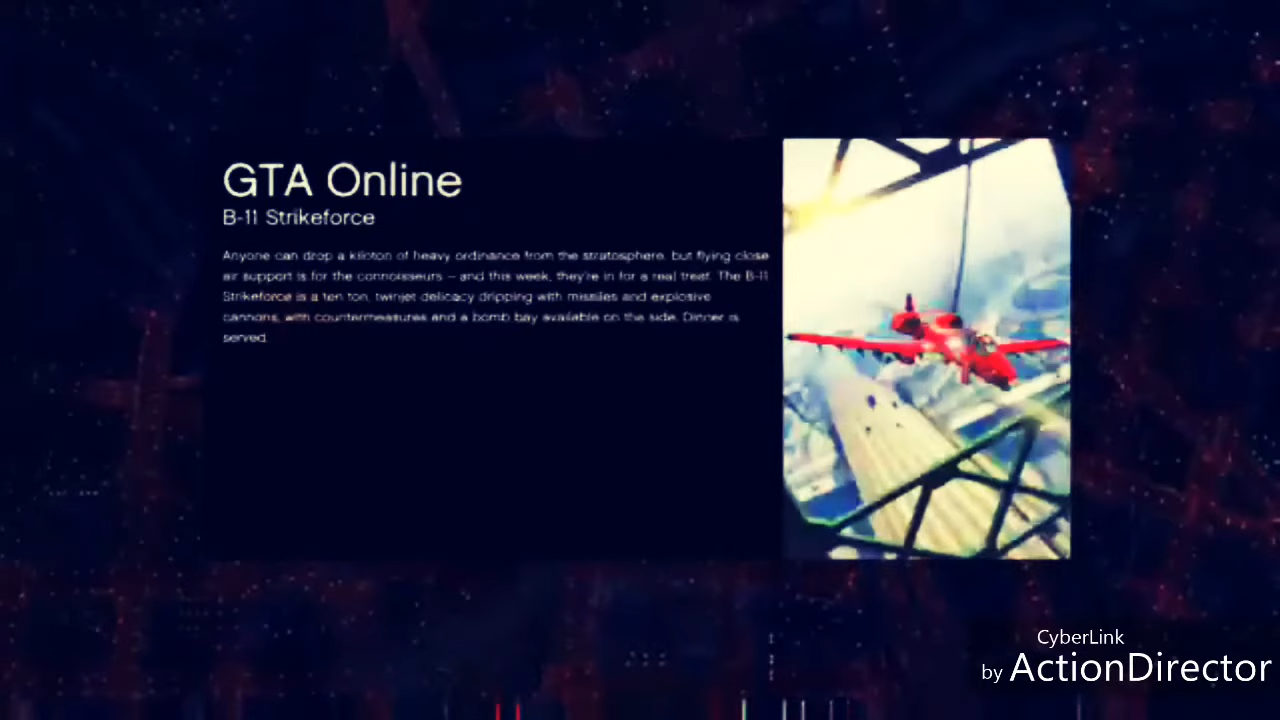 GTA Online
B-11 Strikeforce
Anyone can drop a kiloton of heavy ordinance from the stratosphere, but flying close
air support is for the connoisseurs – and this week, they're in for a real treat. The B-11
Strikeforce is a ten ton, twinjet delicacy dripping with missiles and explosive
cannons, with countermeasures and a bomb bay available on the side. Dinner is
served.
CyberLink
by ActionDirector